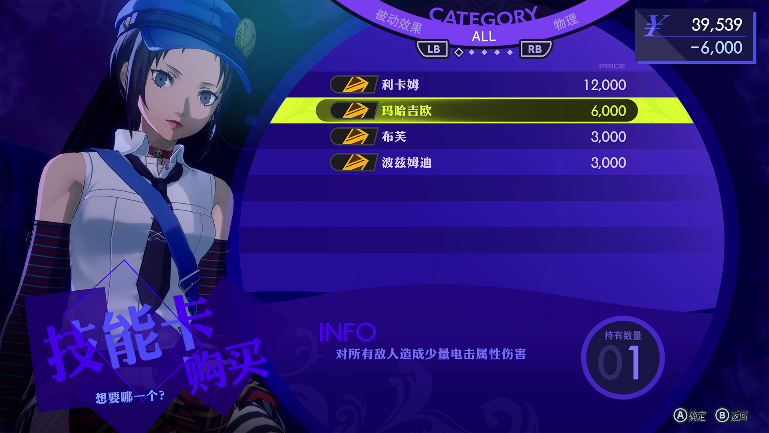 CATEGORY
被动效果
ALL
物理
LB
RB
¥ 39,539
-6,000
PRICE
利卡姆 12,000
玛哈吉欧 6,000
布芙 3,000
波兹姆迪 3,000
技能卡
购买
想要哪一个?
INFO
对所有敌人造成少量电击属性伤害
持有数量
01
A 确定 B 返回